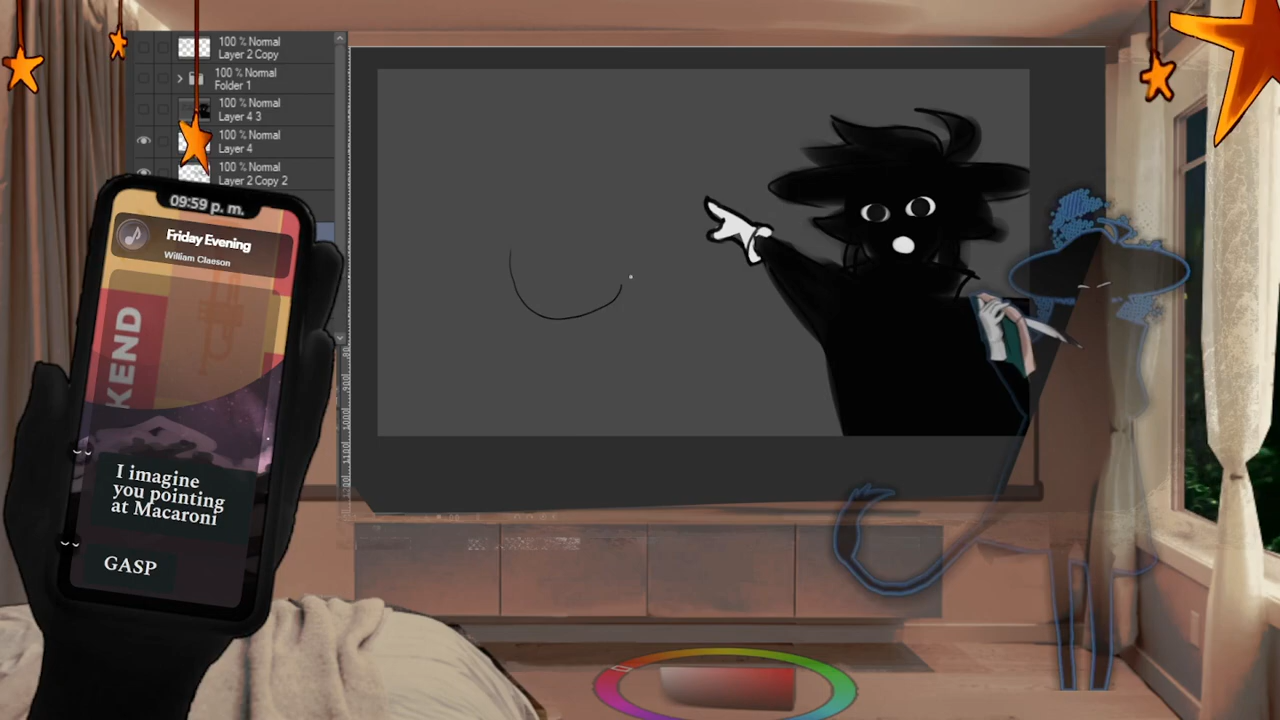 100 % Normal
Layer 2 Copy
100 % Normal
Folder 1
100 % Normal
Layer 4 3
100 % Normal
Layer 4
100 % Normal
Layer 2 Copy 2
09:59 p. m.
Friday Evening
William Claeson
KEND
I imagine
you pointing
at Macaroni
GASP